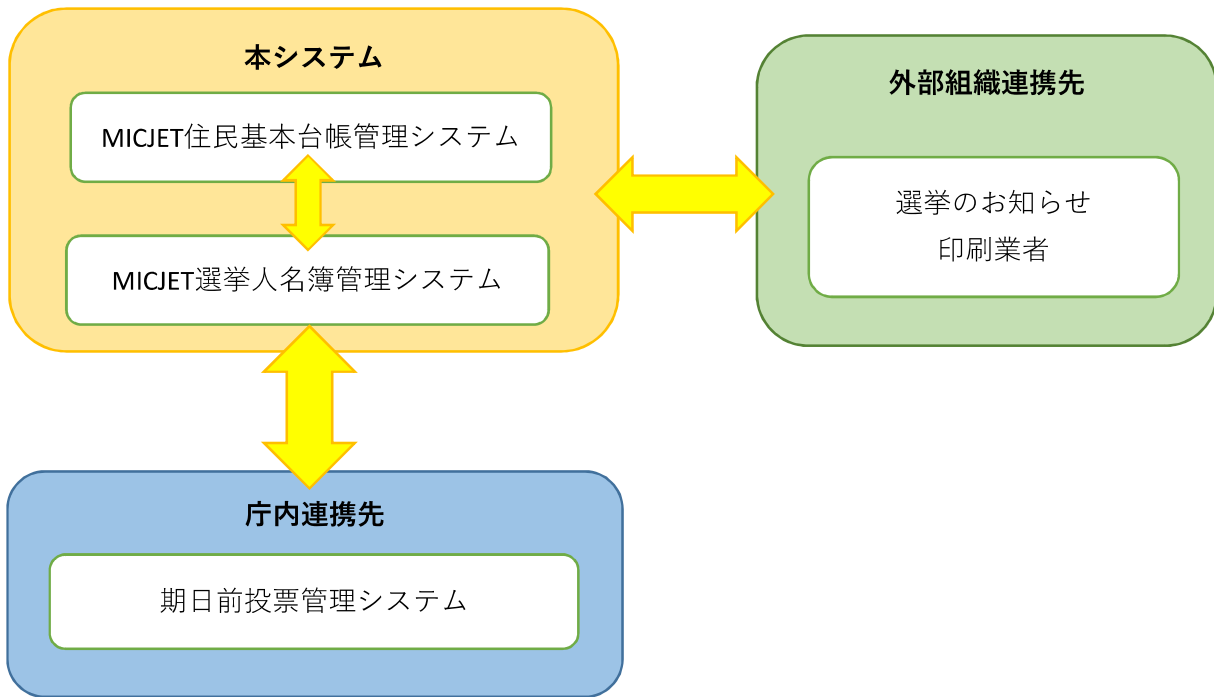 本システム
MICJET住民基本台帳管理システム
MICJET選挙人名簿管理システム
外部組織連携先
選挙のお知らせ
印刷業者
庁内連携先
期日前投票管理システム